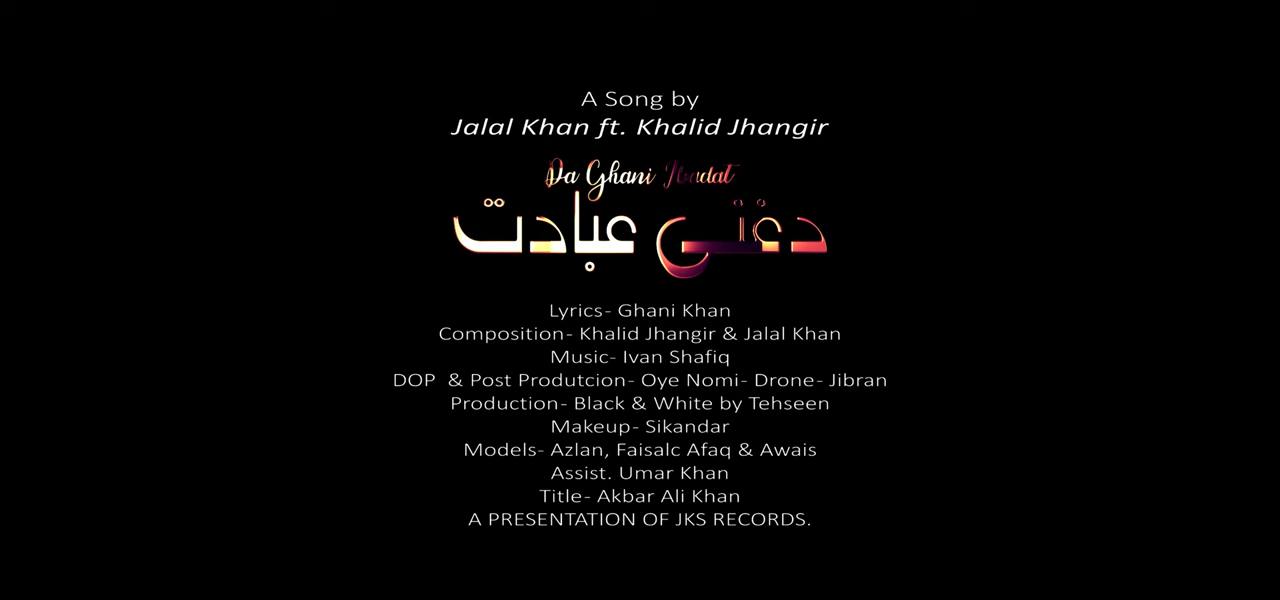 A Song by
Jalal Khan ft. Khalid Jhangir
Da Ghani Ibadat
دغنی عبادت
Lyrics- Ghani Khan
Composition- Khalid Jhangir & Jalal Khan
Music- Ivan Shafiq
DOP & Post Produtcion- Oye Nomi- Drone- Jibran
Production- Black & White by Tehseen
Makeup- Sikandar
Models- Azlan, Faisalc Afaq & Awais
Assist. Umar Khan
Title- Akbar Ali Khan
A PRESENTATION OF JKS RECORDS.